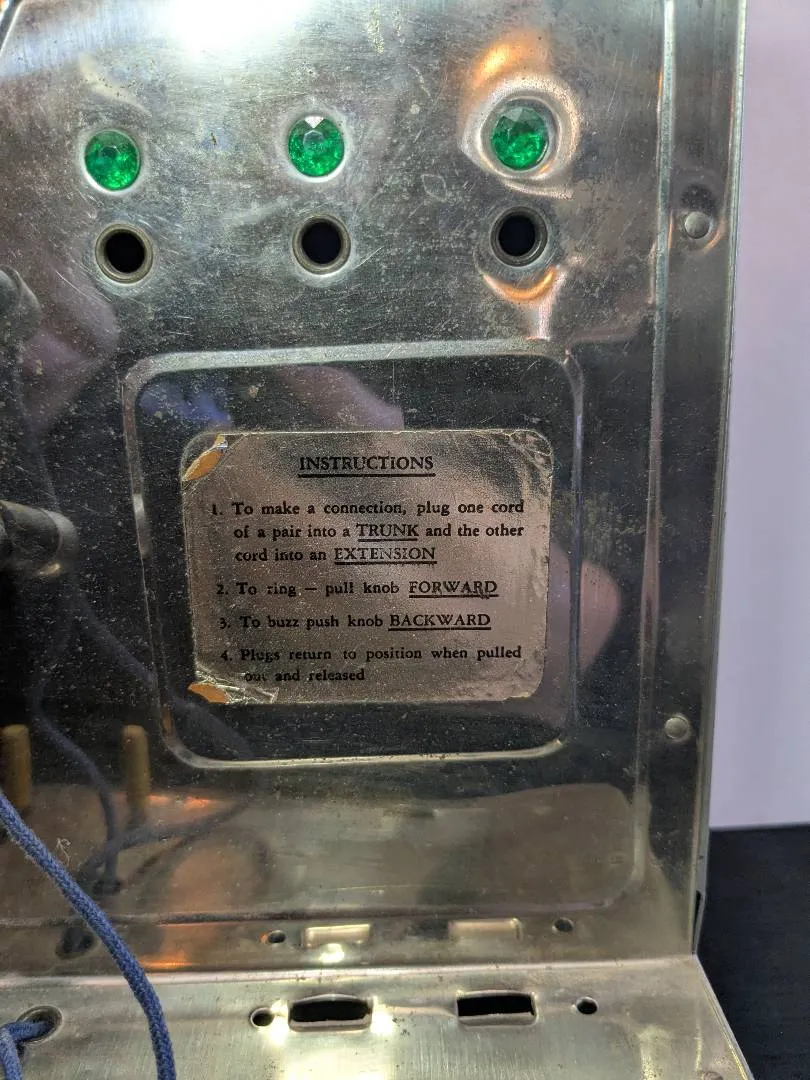 INSTRUCTIONS
1. To make a connection, plug one cord
of a pair into a TRUNK and the other
cord into an EXTENSION
2. To ring — pull knob FORWARD
3. To buzz push knob BACKWARD
4. Plugs return to position when pulled
out and released